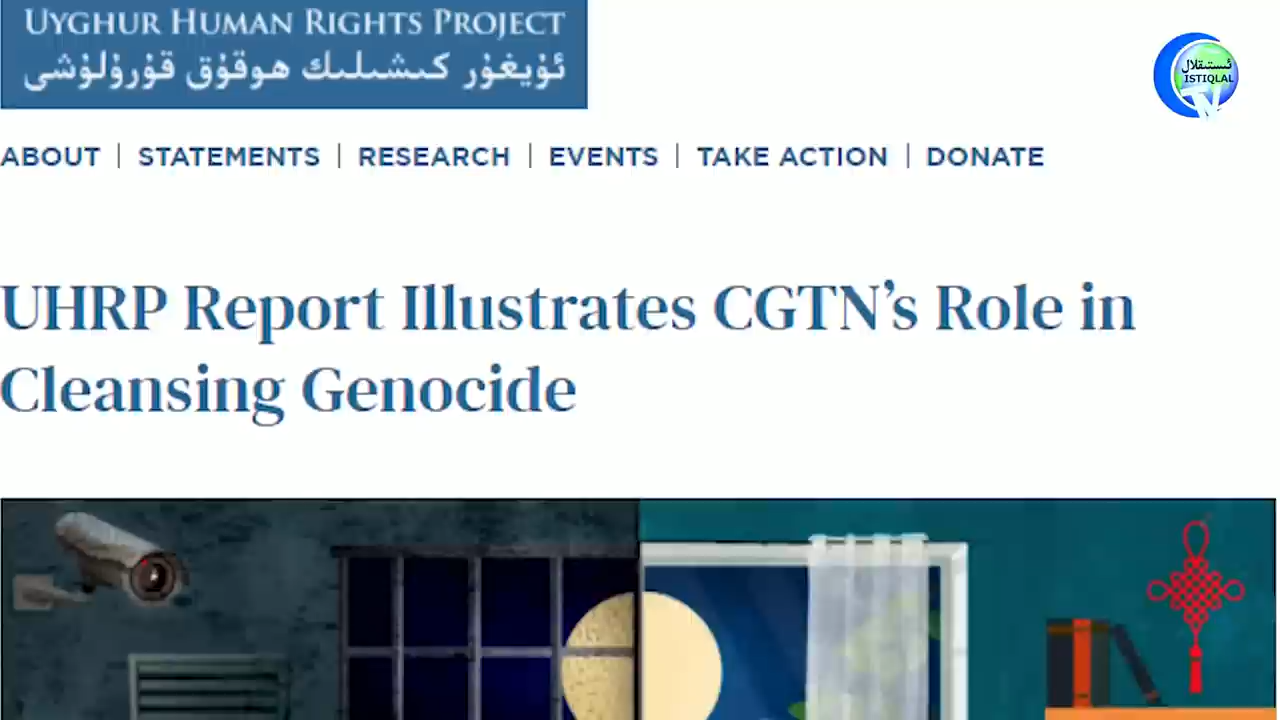 UYGHUR HUMAN RIGHTS PROJECT
ئۇيغۇر كىشىلىك ھوقۇق قۇرۇلۇشى
ئىستىقلال
ISTIQLAL
TV
ABOUT | STATEMENTS | RESEARCH | EVENTS | TAKE ACTION | DONATE
UHRP Report Illustrates CGTN’s Role in
Cleansing Genocide